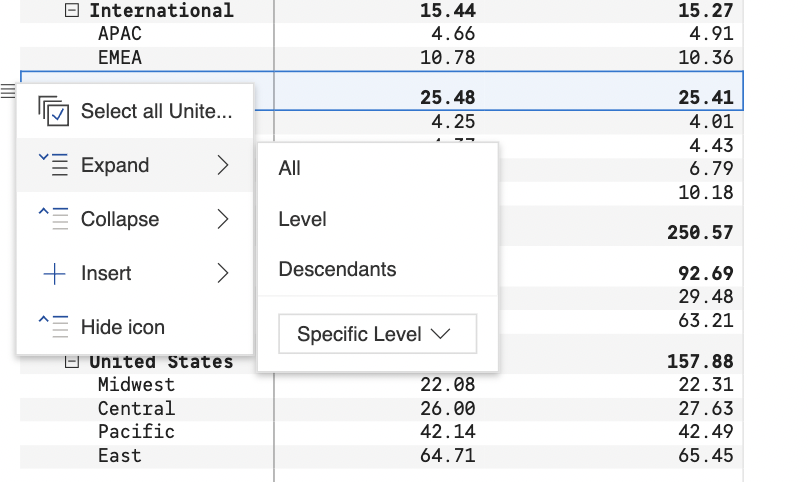 International 15.44 15.27
APAC 4.66 4.91
EMEA 10.78 10.36
25.48 25.41
Select all Unite...
4.25 4.01
4.43
Expand All 6.79
10.18
Collapse Level
250.57
Insert Descendants 92.69
29.48
Hide icon Specific Level 63.21
United States 157.88
Midwest 22.08 22.31
Central 26.00 27.63
Pacific 42.14 42.49
East 64.71 65.45